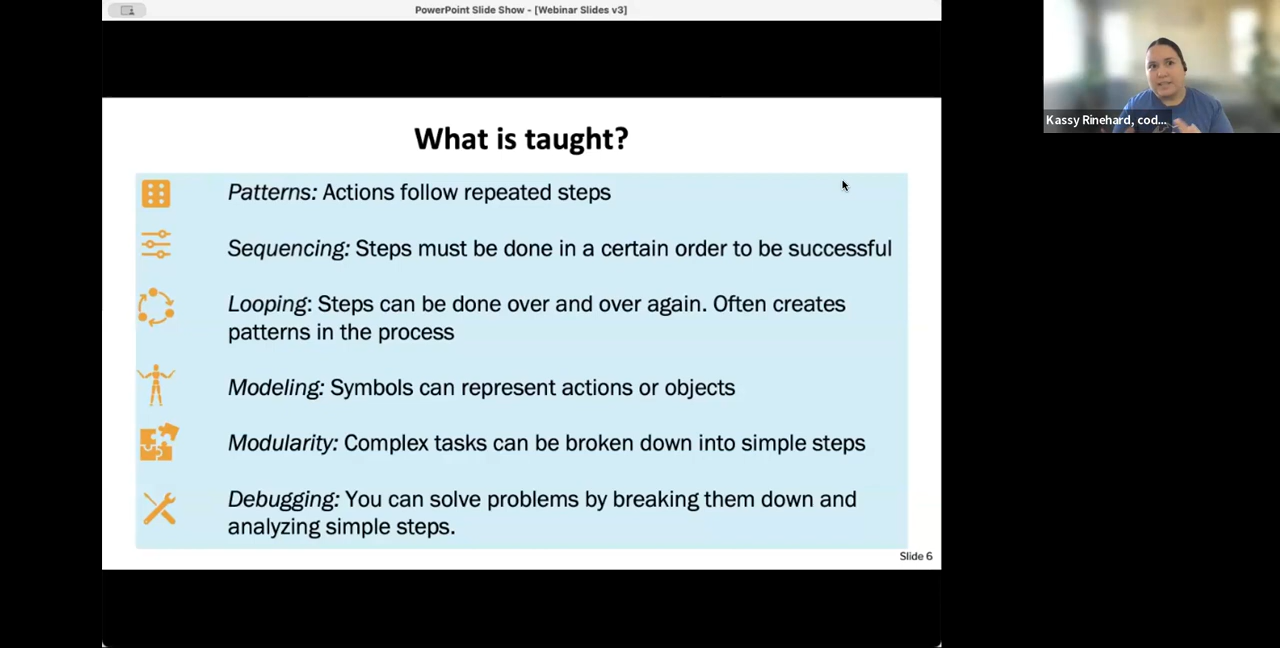 PowerPoint Slide Show - [Webinar Slides v3]
Kassy Rinehard, cod...
What is taught?
Patterns: Actions follow repeated steps
Sequencing: Steps must be done in a certain order to be successful
Looping: Steps can be done over and over again. Often creates
patterns in the process
Modeling: Symbols can represent actions or objects
Modularity: Complex tasks can be broken down into simple steps
Debugging: You can solve problems by breaking them down and
analyzing simple steps.
Slide 6